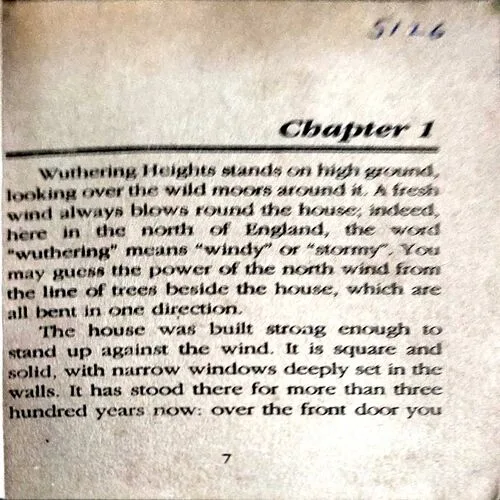 5126
Chapter 1
Wuthering Heights stands on high ground,
looking over the wild moors around it. A fresh
wind always blows round the house; indeed,
here in the north of England, the word
"wuthering" means "windy" or "stormy". You
may guess the power of the north wind from
the line of trees beside the house, which are
all bent in one direction.
The house was built strong enough to
stand up against the wind. It is square and
solid, with narrow windows deeply set in the
walls. It has stood there for more than three
hundred years now: over the front door you
7